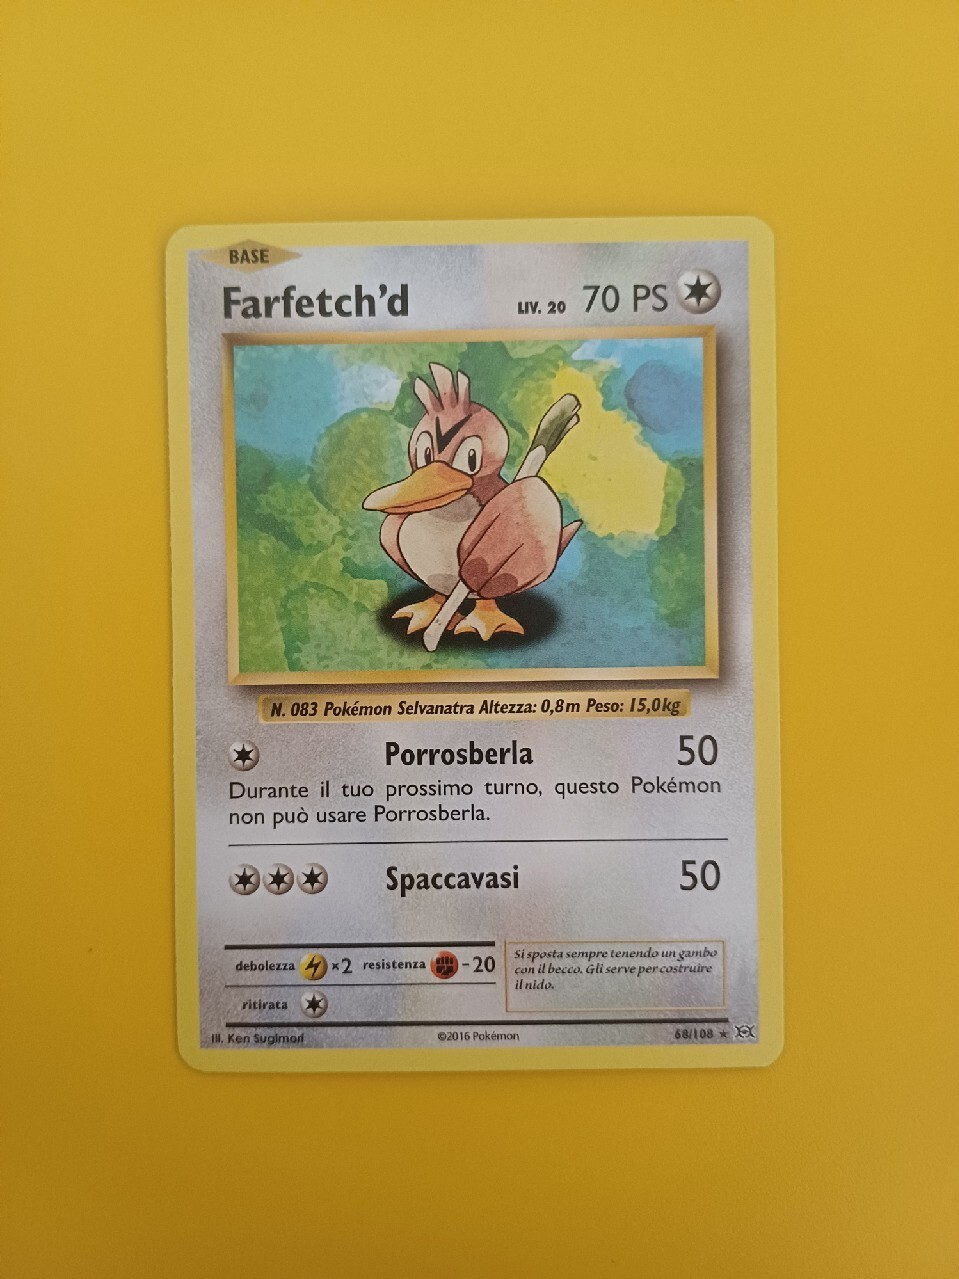 BASE
Farfetch'd LIV. 20 70 PS
N. 083 Pokémon Selvanatra Altezza: 0,8m Peso: 15,0kg
Porrosberla 50
Durante il tuo prossimo turno, questo Pokémon
non può usare Porrosberla.
Spaccavasi 50
debolezza ×2 resistenza -20
ritirata
Si sposta sempre tenendo un gambo
con il becco. Gli serve per costruire
il nido.
Ill. Ken Sugimori
©2016 Pokémon
68/108 ★